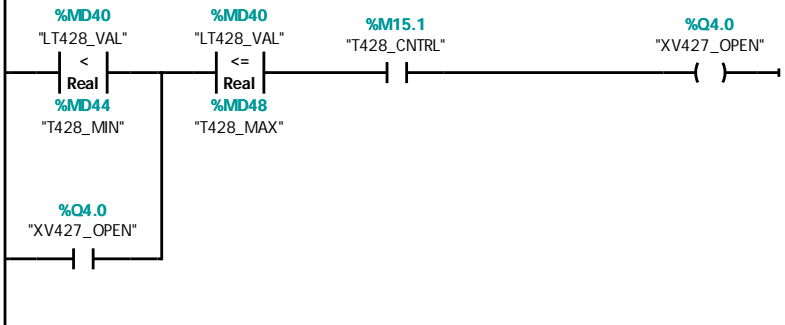 %MD40
"LT428_VAL"
<
Real
%MD44
"T428_MIN"
%MD40
"LT428_VAL"
<=
Real
%MD48
"T428_MAX"
%M15.1
"T428_CNTRL"
%Q4.0
"XV427_OPEN"
%Q4.0
"XV427_OPEN"